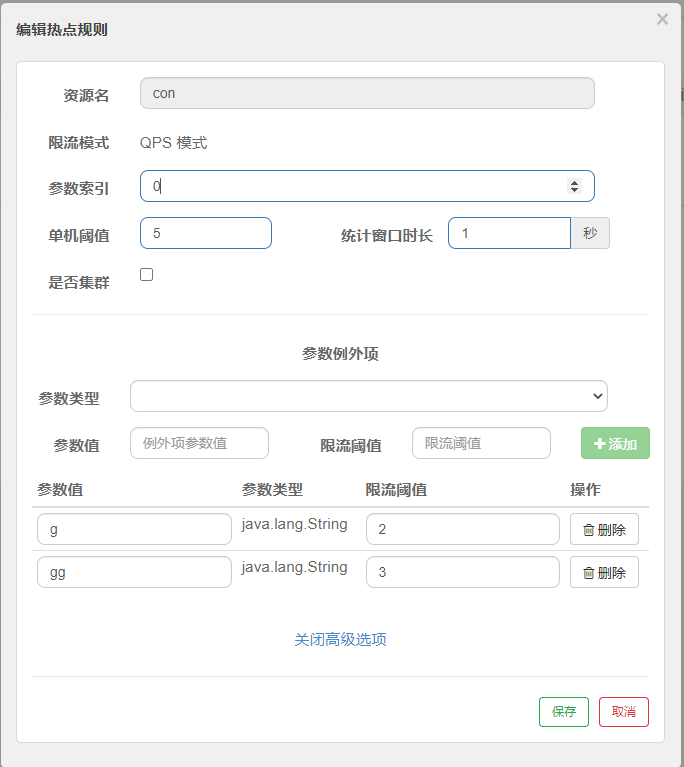 编辑热点规则 ×
资源名 con
限流模式 QPS 模式
参数索引 0
单机阈值 5 统计窗口时长 1 秒
是否集群
参数例外项
参数类型
参数值 例外项参数值 限流阈值 限流阈值 +添加
参数值 参数类型 限流阈值 操作
g java.lang.String 2 删除
gg java.lang.String 3 删除
关闭高级选项
保存 取消